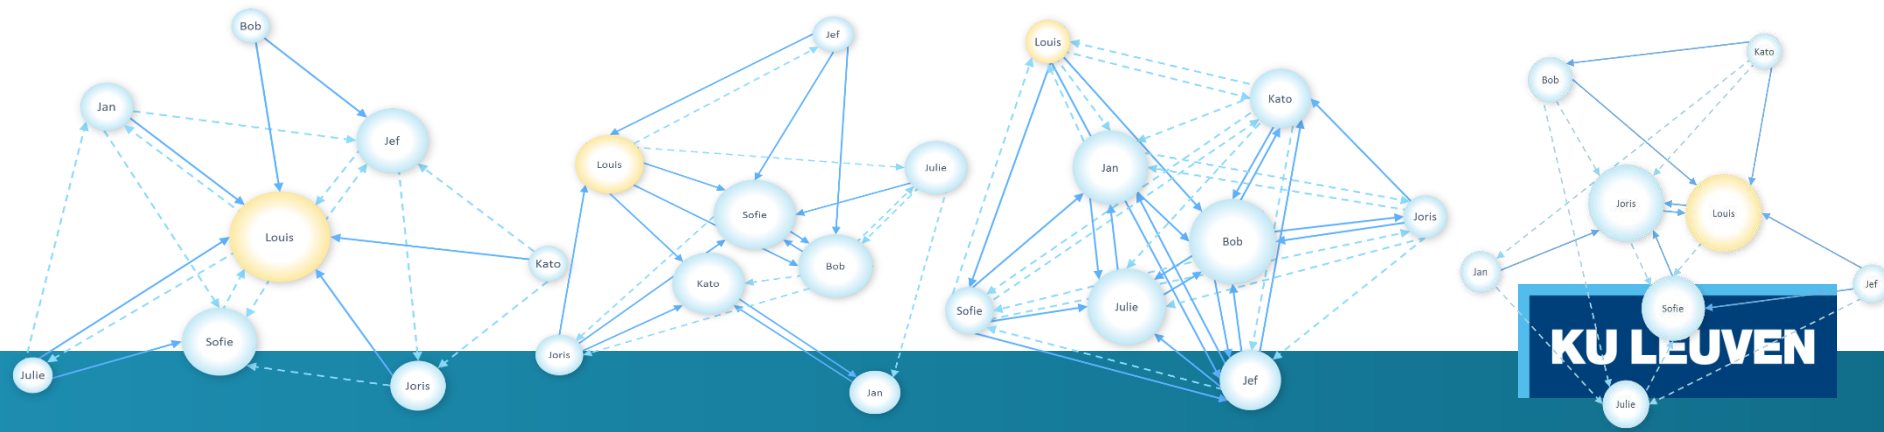 Bob
Jan
Jef
Louis
Kato
Sofie
Julie
Joris
Jef
Louis
Julie
Sofie
Bob
Kato
Joris
Jan
Louis
Kato
Jan
Joris
Bob
Julie
Sofie
Jef
Kato
Bob
Joris
Louis
Jan
Jef
Sofie
KU LEUVEN
Julie